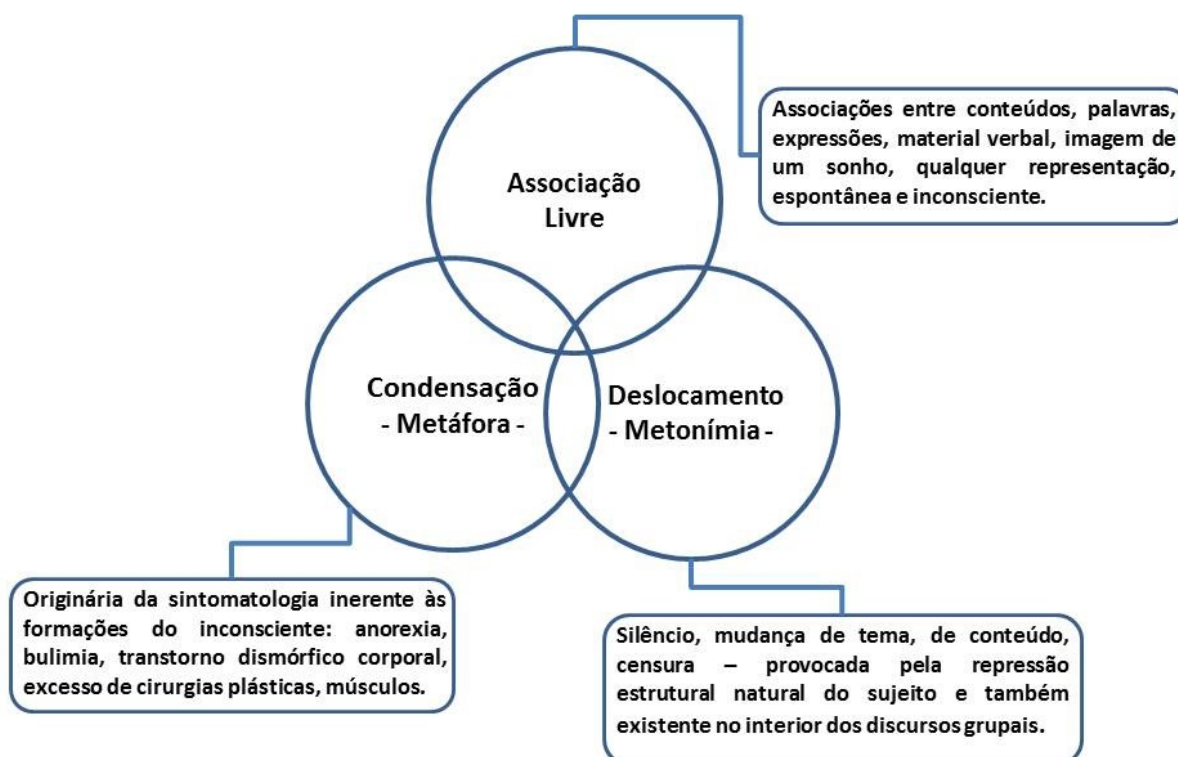 Associações entre conteúdos, palavras,
expressões, material verbal, imagem de
um sonho, qualquer representação,
espontânea e inconsciente.
Associação
Livre
Condensação
- Metáfora -
Deslocamento
- Metonímia -
Originária da sintomatologia inerente às
formações do inconsciente: anorexia,
bulimia, transtorno dismórfico corporal,
excesso de cirurgias plásticas, músculos.
Silêncio, mudança de tema, de conteúdo,
censura – provocada pela repressão
estrutural natural do sujeito e também
existente no interior dos discursos grupais.